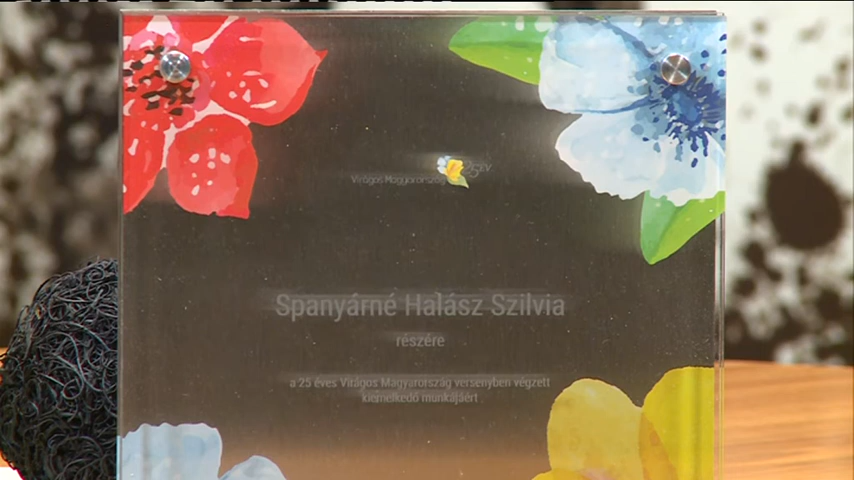 Virágos Magyarország
Spanyárné Halász Szilvia
részére
a 25 éves Virágos Magyarország versenyben végzett
kiemelkedő munkájáért